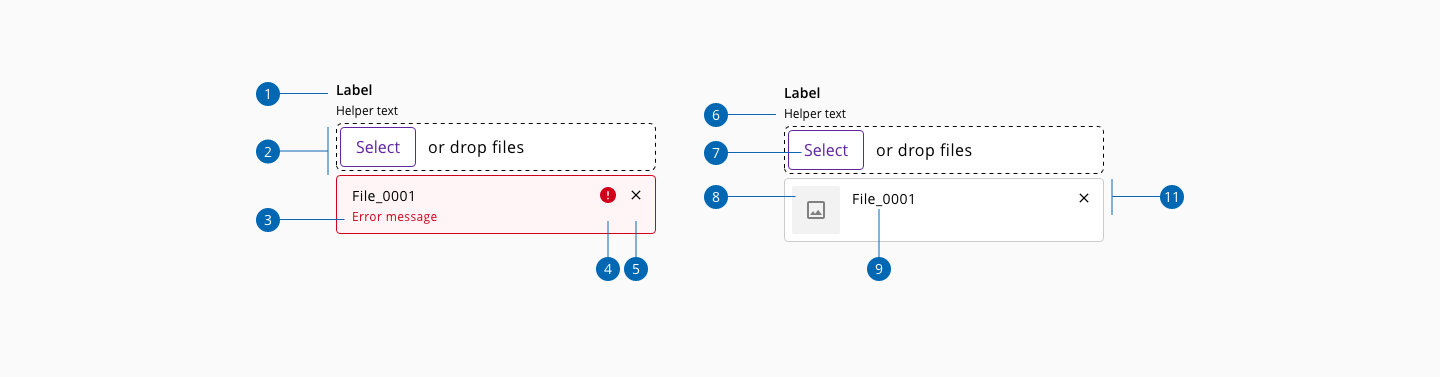 1
Label
Helper text
2
Select or drop files
File_0001
3
Error message
4 5
Label
6
Helper text
7
Select or drop files
8
File_0001
9
11